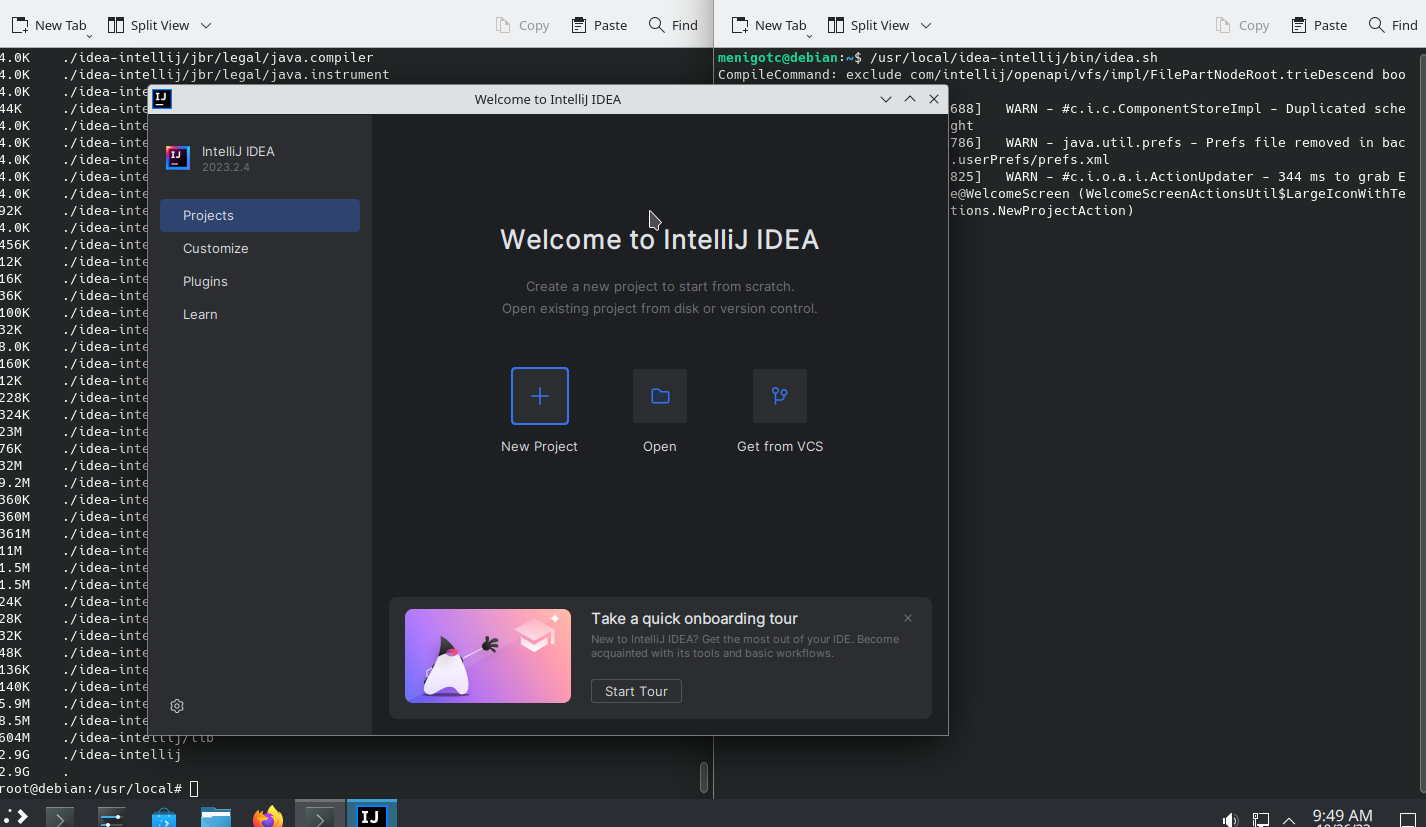 New Tab Split View Copy Paste Find
New Tab Split View Copy Paste Find
4.0K ./idea-intellij/jbr/legal/java.compiler
4.0K ./idea-intellij/jbr/legal/java.instrument
4.0K ./idea-inte
44K ./idea-inte
4.0K ./idea-inte
4.0K ./idea-inte
4.0K ./idea-inte
4.0K ./idea-inte
4.0K ./idea-inte
92K ./idea-inte
4.0K ./idea-inte
456K ./idea-inte
12K ./idea-inte
16K ./idea-inte
36K ./idea-inte
100K ./idea-inte
32K ./idea-inte
8.0K ./idea-inte
160K ./idea-inte
12K ./idea-inte
228K ./idea-inte
324K ./idea-inte
23M ./idea-inte
76K ./idea-inte
32M ./idea-inte
9.2M ./idea-inte
360K ./idea-inte
360M ./idea-inte
361M ./idea-inte
11M ./idea-inte
1.5M ./idea-inte
1.5M ./idea-inte
24K ./idea-inte
28K ./idea-inte
32K ./idea-inte
48K ./idea-inte
136K ./idea-inte
140K ./idea-inte
5.9M ./idea-inte
8.5M ./idea-inte
604M ./idea-intellij/lib
2.9G ./idea-intellij
2.9G .
root@debian:/usr/local#
menigotc@debian:~$ /usr/local/idea-intellij/bin/idea.sh
CompileCommand: exclude com/intellij/openapi/vfs/impl/FilePartNodeRoot.trieDescend boo
688] WARN - #c.i.c.ComponentStoreImpl - Duplicated sche
ght
786] WARN - java.util.prefs - Prefs file removed in bac
.userPrefs/prefs.xml
825] WARN - #c.i.o.a.i.ActionUpdater - 344 ms to grab E
e@WelcomeScreen (WelcomeScreenActionsUtil$LargeIconWithTe
tions.NewProjectAction)
IJ
Welcome to IntelliJ IDEA
IJ
IntelliJ IDEA
2023.2.4
Projects
Customize
Plugins
Learn
Welcome to IntelliJ IDEA
Create a new project to start from scratch.
Open existing project from disk or version control.
New Project
Open
Get from VCS
Take a quick onboarding tour
New to IntelliJ IDEA? Get the most out of your IDE. Become
acquainted with its tools and basic workflows.
Start Tour
IJ
9:49 AM